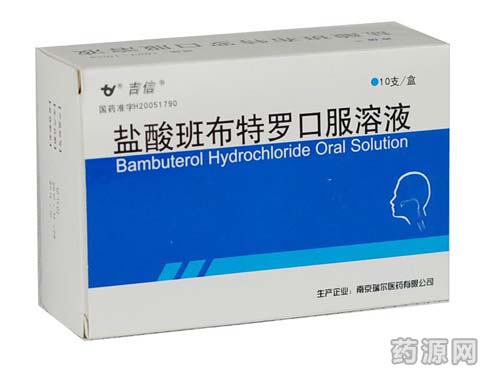 吉信®
国药准字H20051790
10支/盒
盐酸班布特罗口服溶液
Bambuterol Hydrochloride Oral Solution
生产企业:南京瑞尔医药有限公司
药源网